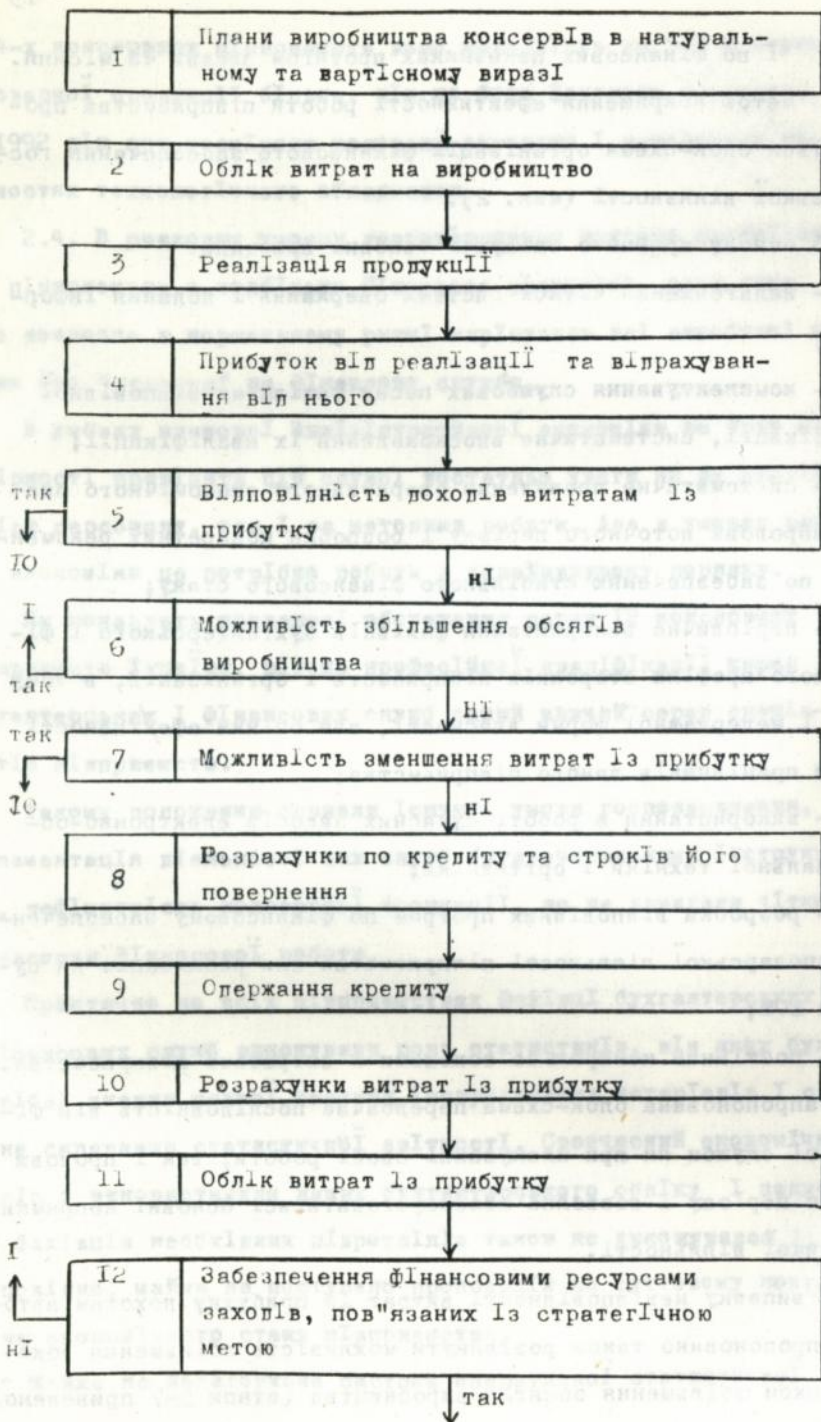 1 Плани виробництва консервів в натураль-
ному та вартісному виразі
2 Облік витрат на виробництво
3 Реалізація продукції
4 Прибуток від реалізації та відрахуван-
ня від нього
так
5 Відповідність доходів витратам із
прибутку
10
ні
1
6 Можливість збільшення обсягів
виробництва
так
ні
так
7 Можливість зменшення витрат із прибутку
10
ні
8 Розрахунки по кредиту та строків його
повернення
9 Одержання кредиту
10 Розрахунки витрат із прибутку
11 Облік витрат із прибутку
1
12 Забезпечення фінансовими ресурсами
заходів, пов"язаних із стратегічною
ні
метою
так